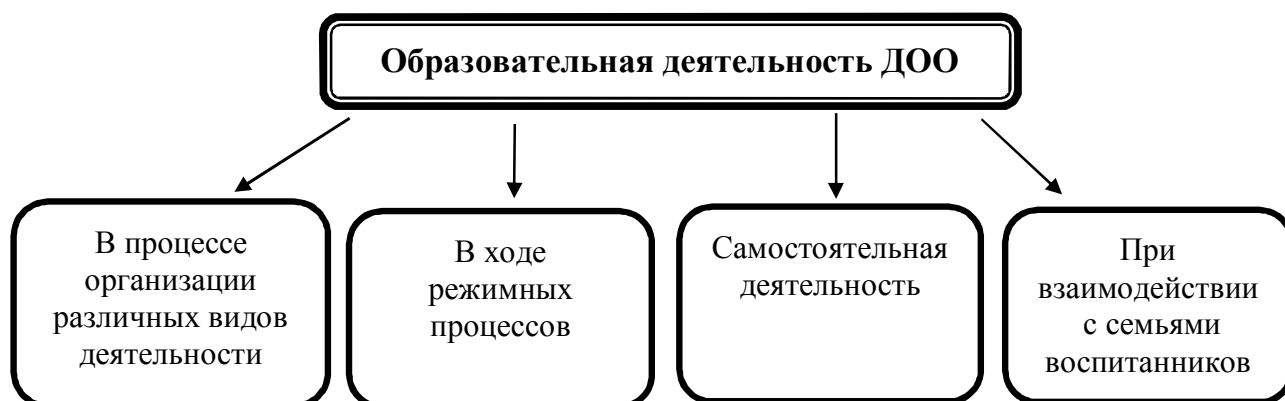 Образовательная деятельность ДОО
В процессе
организации
различных видов
деятельности
В ходе
режимных
процессов
Самостоятельная
деятельность
При
взаимодействии
с семьями
воспитанников